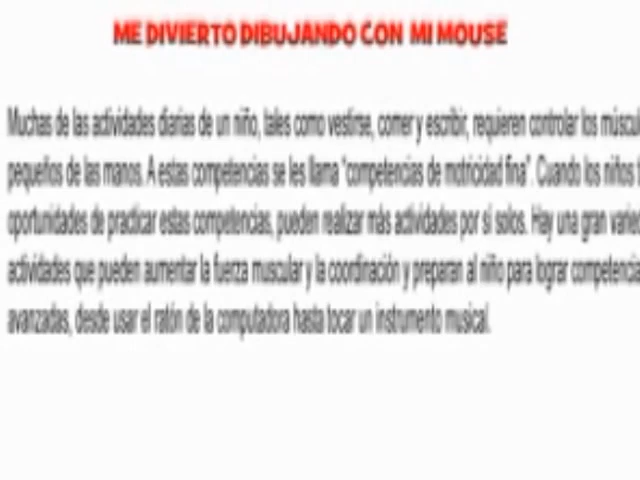 ME DIVIERTO DIBUJANDO CON MI MOUSE
Muchas de las actividades diarias de un niño, tales como vestirse, comer y escribir, requieren controlar los múscul
pequeños de las manos. A estas competencias se les llama "competencias de motricidad fina". Cuando los niños t
oportunidades de practicar estas competencias, pueden realizar más actividades por sí solos. Hay una gran varied
actividades que pueden aumentar la fuerza muscular y la coordinación y preparan al niño para lograr competencia
avanzadas, desde usar el ratón de la computadora hasta tocar un instrumento musical.